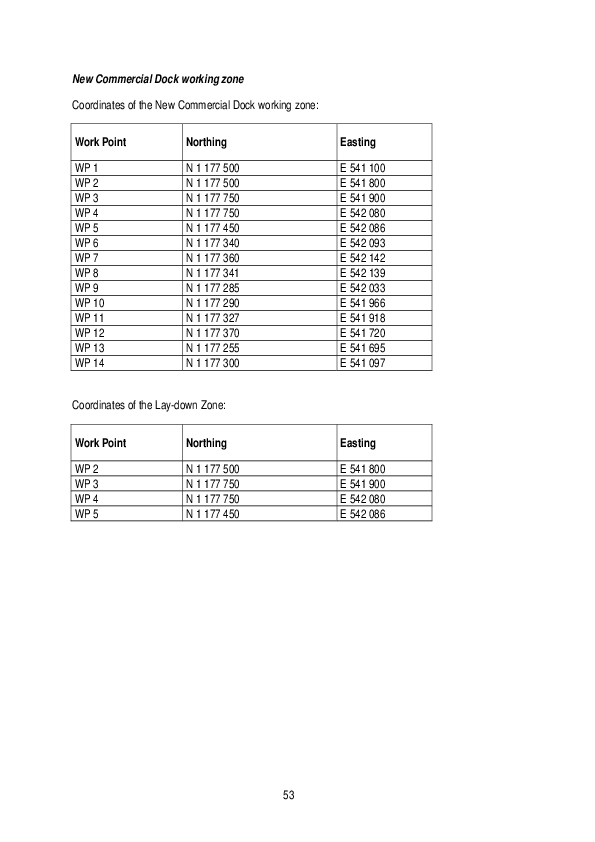 New Commercial Dock working zone
Coordinates of the New Commercial Dock working zone:
Work Point Northing Easting
WP 1 N 1 177 500 E 541 100
WP 2 N 1 177 500 E 541 800
WP 3 N 1 177 750 E 541 900
WP 4 N 1 177 750 E 542 080
WP 5 N 1 177 450 E 542 086
WP 6 N 1 177 340 E 542 093
WP 7 N 1 177 360 E 542 142
WP 8 N 1 177 341 E 542 139
WP 9 N 1 177 285 E 542 033
WP 10 N 1 177 290 E 541 966
WP 11 N 1 177 327 E 541 918
WP 12 N 1 177 370 E 541 720
WP 13 N 1 177 255 E 541 695
WP 14 N 1 177 300 E 541 097
Coordinates of the Lay-down Zone:
Work Point Northing Easting
WP 2 N 1 177 500 E 541 800
WP 3 N 1 177 750 E 541 900
WP 4 N 1 177 750 E 542 080
WP 5 N 1 177 450 E 542 086
53